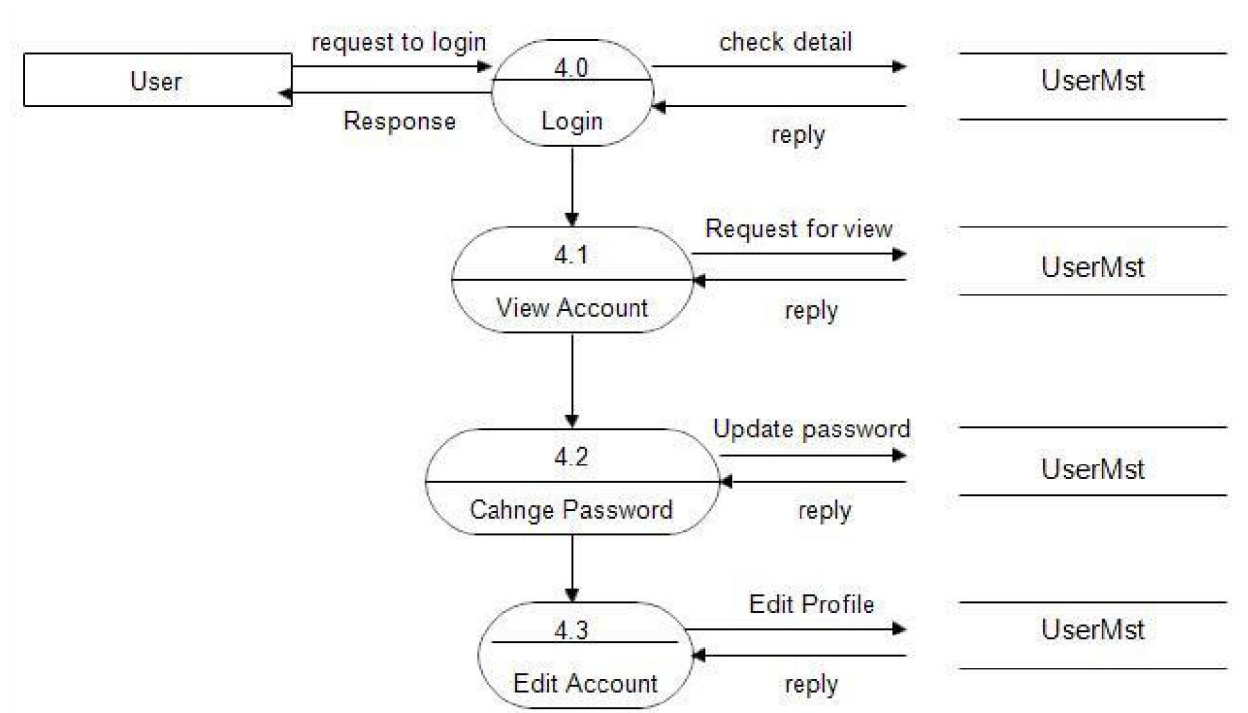 request to login
check detail
User
4.0
UserMst
Response
Login
reply
Request for view
4.1
UserMst
View Account
reply
Update password
4.2
UserMst
Cahnge Password
reply
Edit Profile
4.3
UserMst
Edit Account
reply